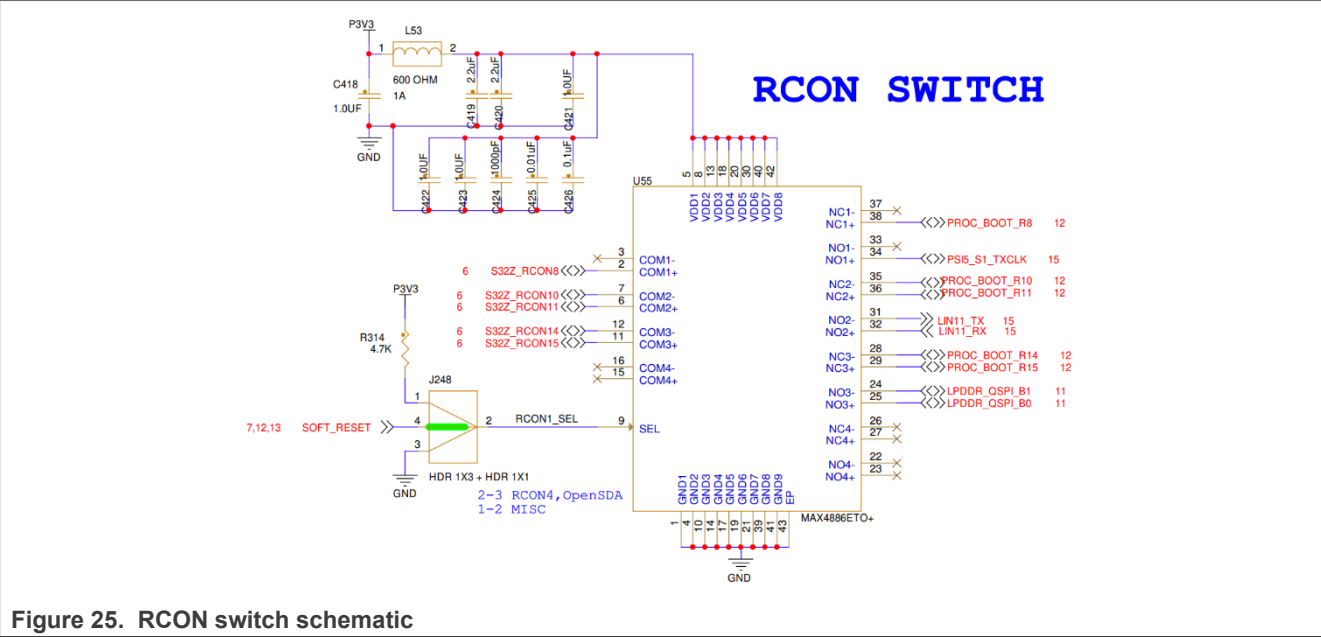 P3V3
L53
1
2
C418
1.0UF
600 OHM
1A
2.2uF
C419
2.2uF
C420
1.0UF
C421
RCON SWITCH
GND
1.0UF
C422
1.0UF
C423
1000pF
C424
0.01uF
C425
0.1uF
C426
U55
5 8 13 18 20 30 40 42
VDD1 VDD2 VDD3 VDD4 VDD5 VDD6 VDD7 VDD8
3 COM1-
6 S32Z_RCON8 2 COM1+
6 S32Z_RCON10 7 COM2-
6 S32Z_RCON11 6 COM2+
6 S32Z_RCON14 12 COM3-
6 S32Z_RCON15 11 COM3+
16 COM4-
15 COM4+
NC1- 37
NC1+ 38 PROC_BOOT_R8 12
NO1- 33
NO1+ 34 PSI5_S1_TXCLK 15
NC2- 35 PROC_BOOT_R10 12
NC2+ 36 PROC_BOOT_R11 12
NO2- 31 LIN11_TX 15
NO2+ 32 LIN11_RX 15
NC3- 28 PROC_BOOT_R14 12
NC3+ 29 PROC_BOOT_R15 12
NO3- 24 LPDDR_QSPI_B1 11
NO3+ 25 LPDDR_QSPI_B0 11
NC4- 26
NC4+ 27
NO4- 22
NO4+ 23
P3V3
R314
4.7K
J248
1
7,12,13 SOFT_RESET 4 2 RCON1_SEL 9 SEL
3
GND
HDR 1X3 + HDR 1X1
2-3 RCON4,OpenSDA
1-2 MISC
GND1 GND2 GND3 GND4 GND5 GND6 GND7 GND8 GND9 EP
1 4 10 14 17 19 21 39 41 43
MAX4886ETO+
GND
Figure 25. RCON switch schematic